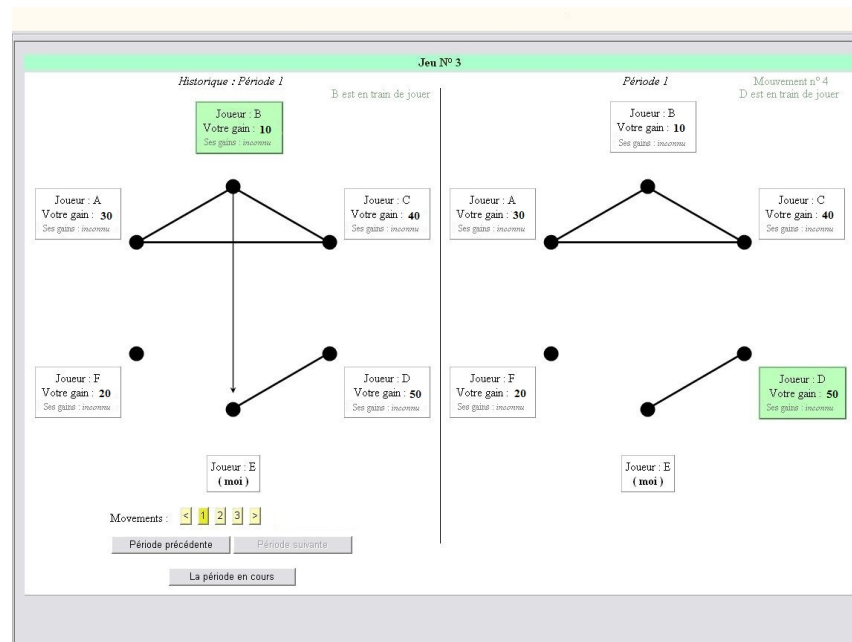 Jeu Nº 3
Historique : Période 1
B est en train de jouer
Joueur : B
Votre gain : 10
Ses gains : inconnu
Joueur : A
Votre gain : 30
Ses gains : inconnu
Joueur : C
Votre gain : 40
Ses gains : inconnu
Joueur : F
Votre gain : 20
Ses gains : inconnu
Joueur : D
Votre gain : 50
Ses gains : inconnu
Joueur : E
( moi )
Movements : < 1 2 3 >
Période précédente Période suivante
La période en cours
Période 1
Mouvement nº 4
D est en train de jouer
Joueur : B
Votre gain : 10
Ses gains : inconnu
Joueur : A
Votre gain : 30
Ses gains : inconnu
Joueur : C
Votre gain : 40
Ses gains : inconnu
Joueur : F
Votre gain : 20
Ses gains : inconnu
Joueur : D
Votre gain : 50
Ses gains : inconnu
Joueur : E
( moi )